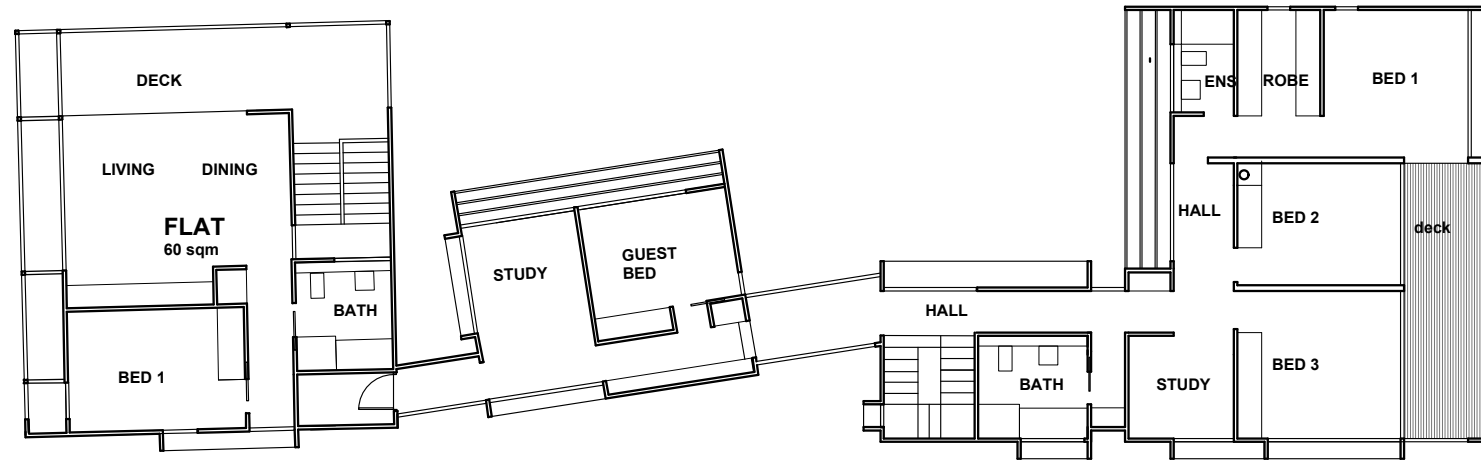 DECK
LIVING
DINING
FLAT
60 sqm
BATH
BED 1
STUDY
GUEST
BED
HALL
BATH
STUDY
ENS
ROBE
BED 1
HALL
BED 2
deck
BED 3